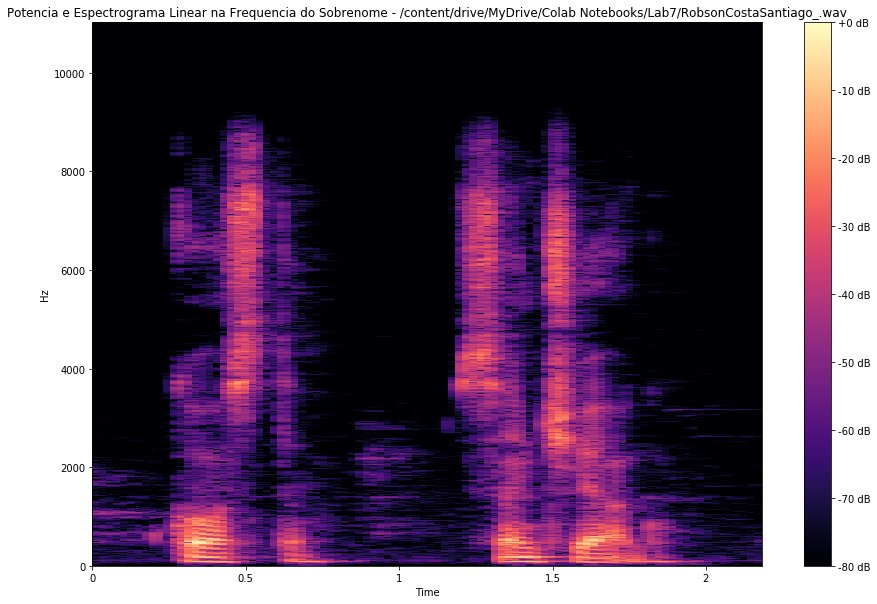 Potencia e Espectrograma Linear na Frequencia do Sobrenome - /content/drive/MyDrive/Colab Notebooks/Lab7/RobsonCostaSantiago_.wav
10000
8000
6000
4000
2000
0
Hz
0
0.5
1
1.5
2
Time
+0 dB
-10 dB
-20 dB
-30 dB
-40 dB
-50 dB
-60 dB
-70 dB
-80 dB